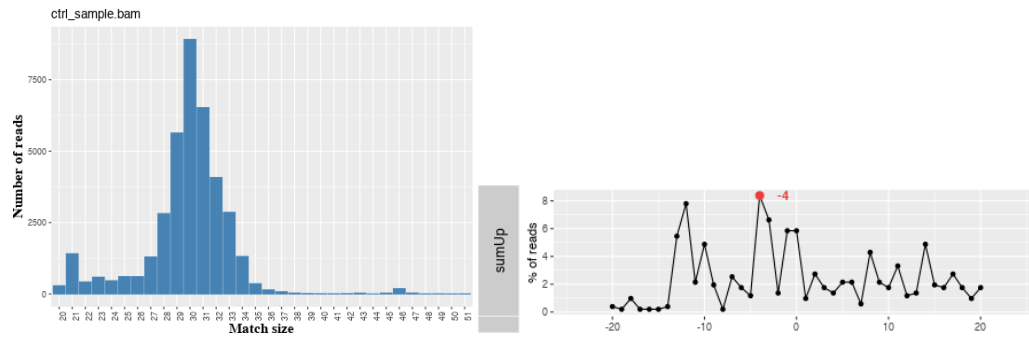 ctrl_sample.bam
Number of reads
7500
5000
2500
0
20 21 22 23 24 25 26 27 28 29 30 31 32 33 34 35 36 37 38 39 40 41 42 43 44 45 46 47 48 49 50 51
Match size
sumUp
% of reads
8
6
4
2
0
-4
-20 -10 0 10 20